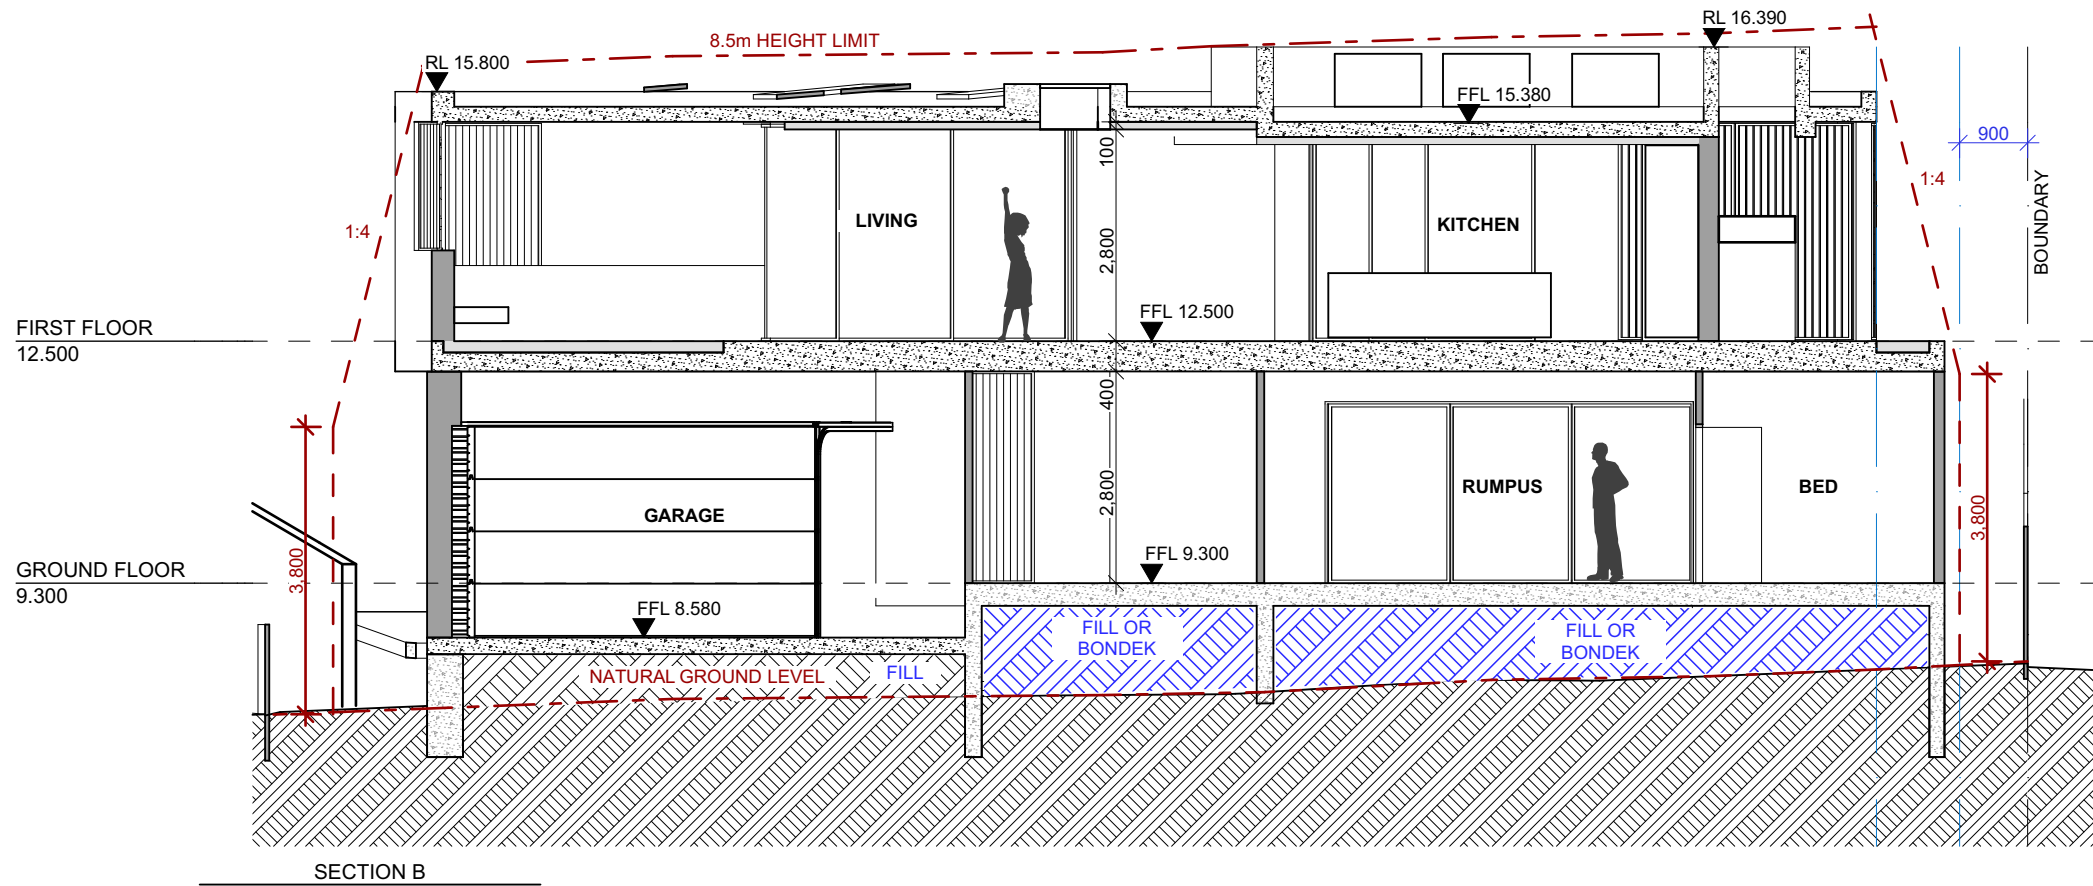 RL 16.390
8.5m HEIGHT LIMIT
RL 15.800
FFL 15.380
900
100
BOUNDARY
1:4
LIVING
KITCHEN
1:4
2,800
FFL 12.500
FIRST FLOOR
12.500
400
2,800
RUMPUS
BED
GARAGE
3,800
3,800
FFL 9.300
GROUND FLOOR
9.300
FFL 8.580
FILL OR
BONDEK
FILL OR
BONDEK
NATURAL GROUND LEVEL
FILL
SECTION B